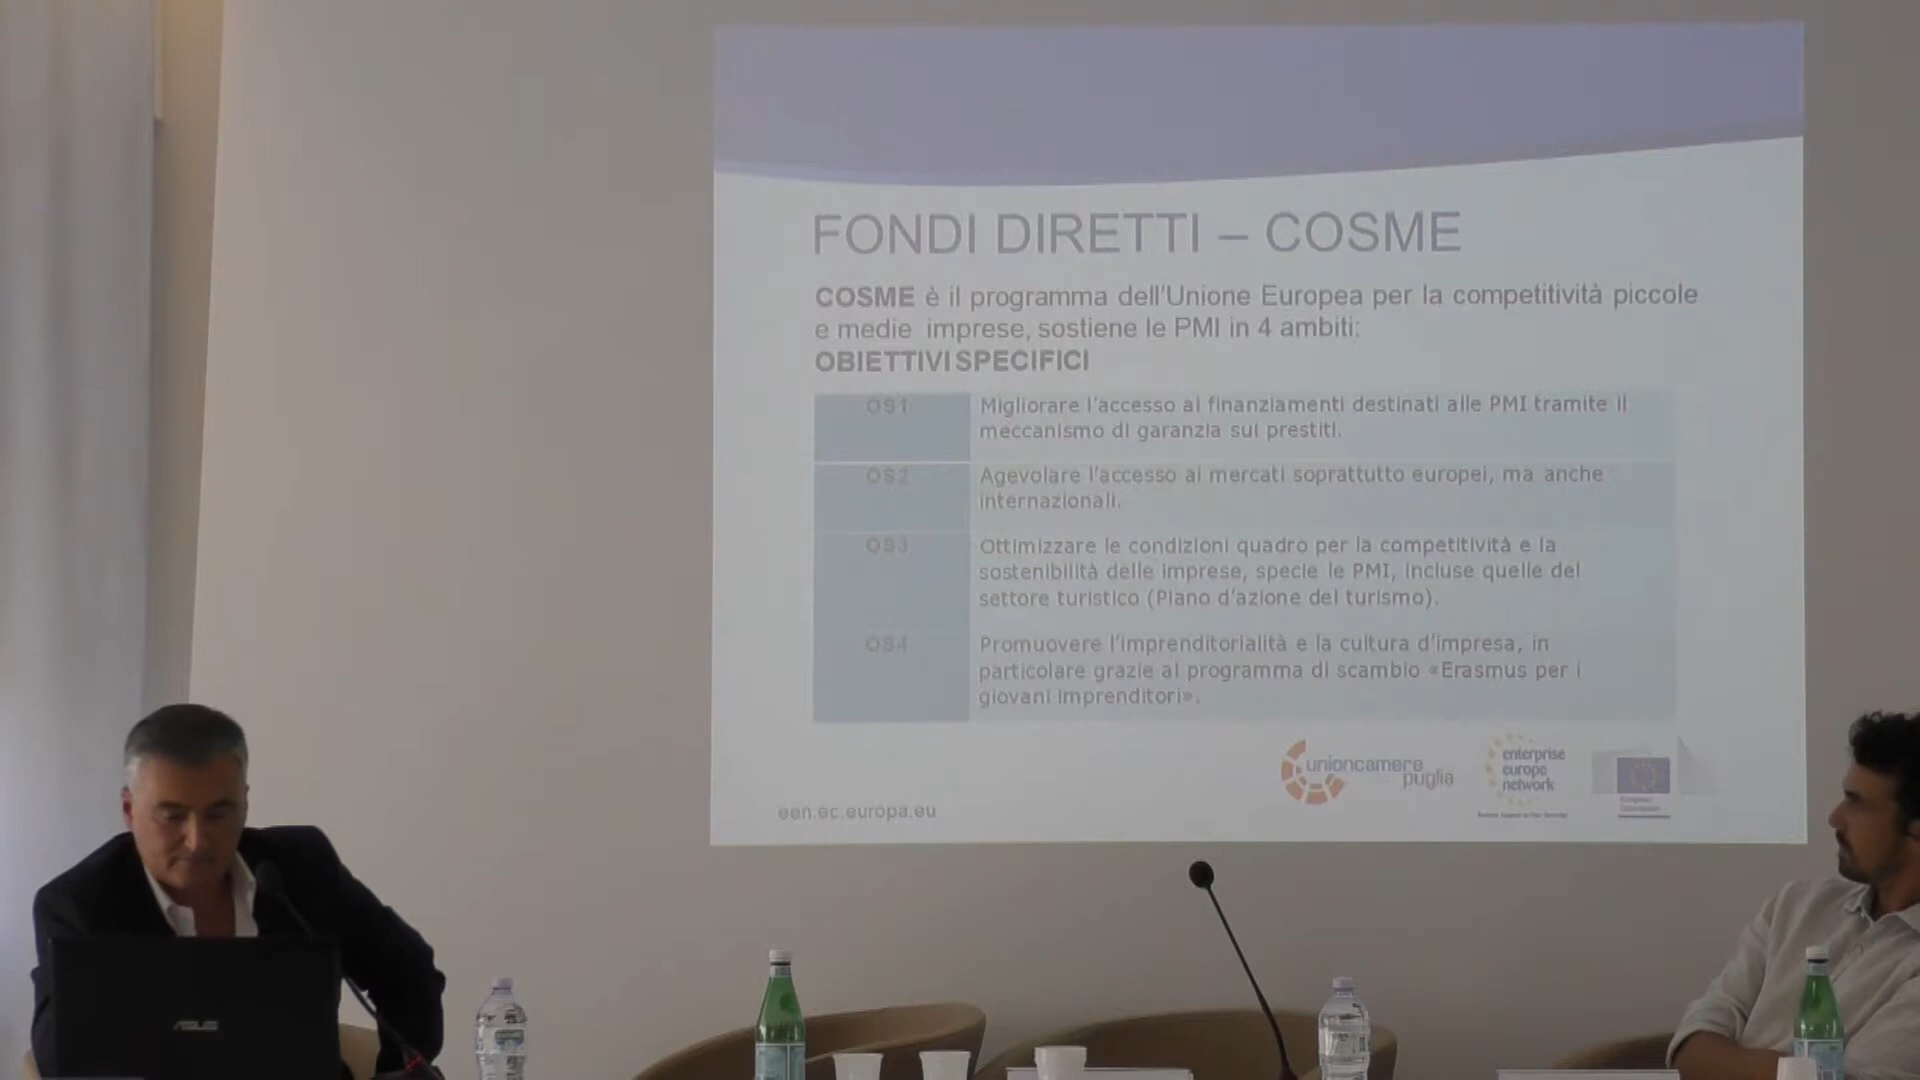 FONDI DIRETTI – COSME
COSME è il programma dell'Unione Europea per la competitività piccole
e medie imprese, sostiene le PMI in 4 ambiti:
OBIETTIVI SPECIFICI
OS1
Migliorare l'accesso ai finanziamenti destinati alle PMI tramite il
meccanismo di garanzia sui prestiti.
OS2
Agevolare l'accesso ai mercati soprattutto europei, ma anche
internazionali.
OS3
Ottimizzare le condizioni quadro per la competitività e la
sostenibilità delle imprese, specie le PMI, incluse quelle del
settore turistico (Piano d'azione del turismo).
OS4
Promuovere l'imprenditorialità e la cultura d'impresa, in
particolare grazie al programma di scambio «Erasmus per i
giovani imprenditori».
unioncamere
puglia
enterprise
europe
network
European
Commission
een.ec.europa.eu
ASUS